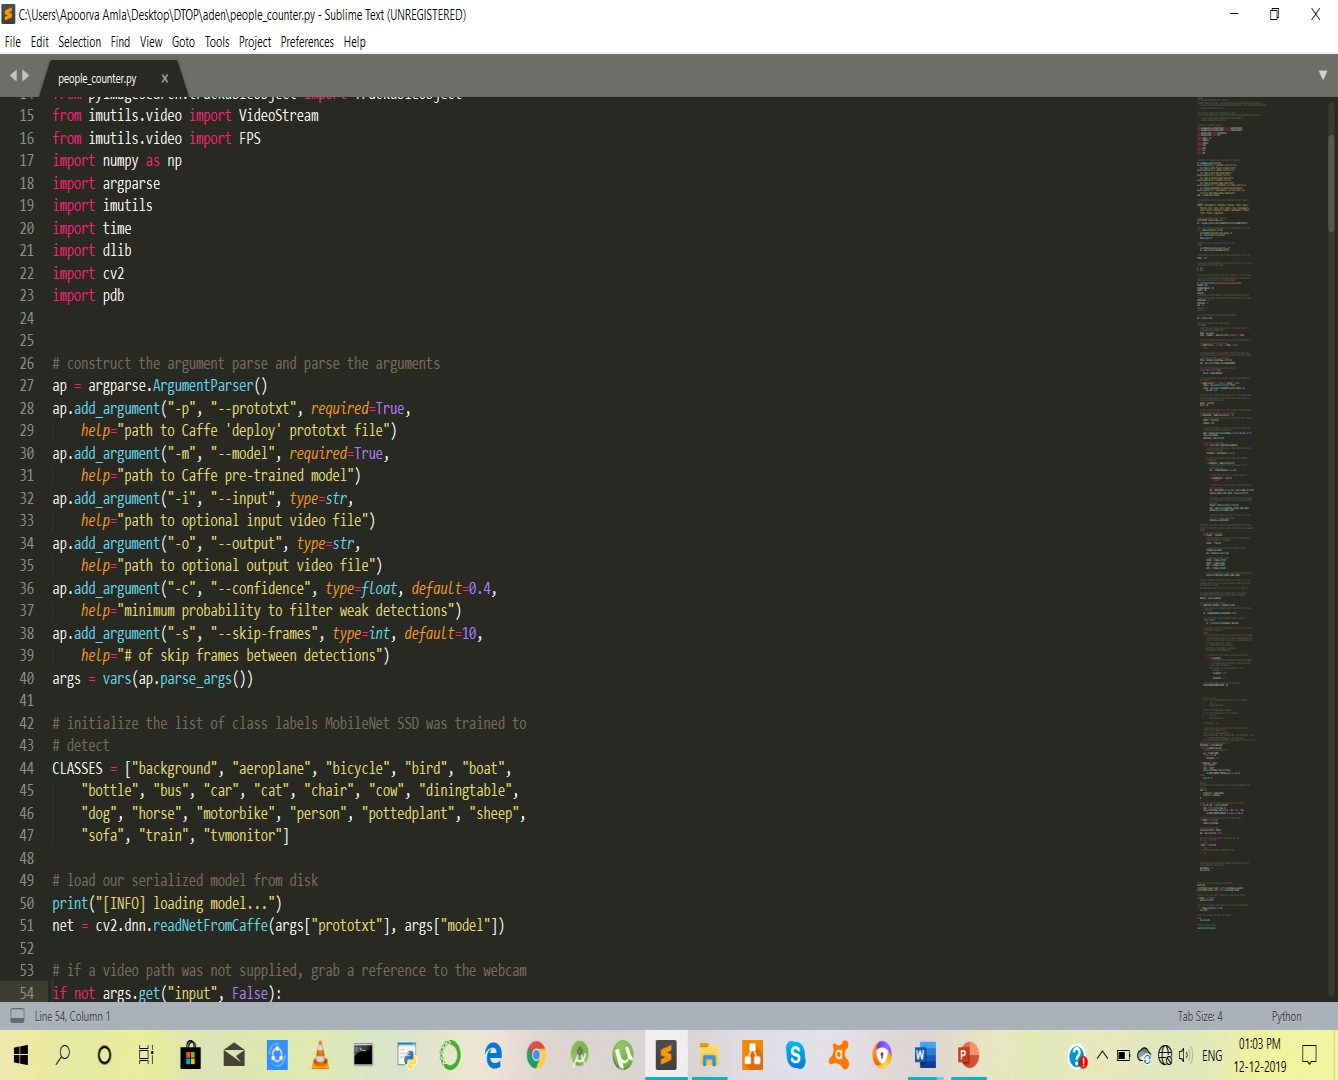 C:\Users\Apoorva Amla\Desktop\DTOP\aden\people_counter.py - Sublime Text (UNREGISTERED)
File Edit Selection Find View Goto Tools Project Preferences Help
people_counter.py x
15 from imutils.video import VideoStream
16 from imutils.video import FPS
17 import numpy as np
18 import argparse
19 import imutils
20 import time
21 import dlib
22 import cv2
23 import pdb
24
25
26 # construct the argument parse and parse the arguments
27 ap = argparse.ArgumentParser()
28 ap.add_argument("-p", "--prototxt", required=True,
29 help="path to Caffe 'deploy' prototxt file")
30 ap.add_argument("-m", "--model", required=True,
31 help="path to Caffe pre-trained model")
32 ap.add_argument("-i", "--input", type=str,
33 help="path to optional input video file")
34 ap.add_argument("-o", "--output", type=str,
35 help="path to optional output video file")
36 ap.add_argument("-c", "--confidence", type=float, default=0.4,
37 help="minimum probability to filter weak detections")
38 ap.add_argument("-s", "--skip-frames", type=int, default=10,
39 help="# of skip frames between detections")
40 args = vars(ap.parse_args())
41
42 # initialize the list of class labels MobileNet SSD was trained to
43 # detect
44 CLASSES = ["background", "aeroplane", "bicycle", "bird", "boat",
45 "bottle", "bus", "car", "cat", "chair", "cow", "diningtable",
46 "dog", "horse", "motorbike", "person", "pottedplant", "sheep",
47 "sofa", "train", "tvmonitor"]
48
49 # load our serialized model from disk
50 print("[INFO] loading model...")
51 net = cv2.dnn.readNetFromCaffe(args["prototxt"], args["model"])
52
53 # if a video path was not supplied, grab a reference to the webcam
54 if not args.get("input", False):
Line 54, Column 1 Tab Size: 4 Python
ENG 01:03 PM
12-12-2019